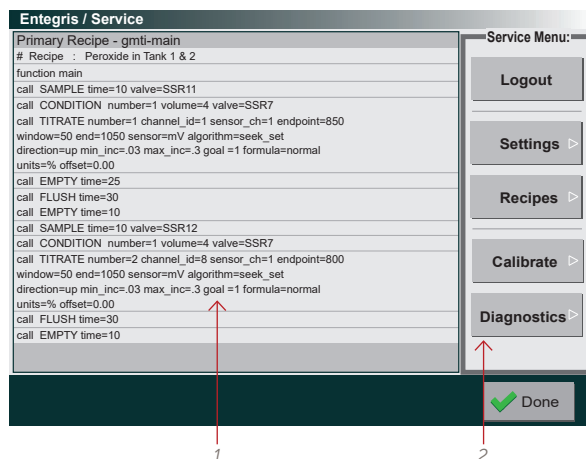 Entegris / Service
Primary Recipe - gmti-main
# Recipe : Peroxide in Tank 1 & 2
function main
call SAMPLE time=10 valve=SSR11
call CONDITION number=1 volume=4 valve=SSR7
call TITRATE number=1 channel_id=1 sensor_ch=1 endpoint=850
window=50 end=1050 sensor=mV algorithm=seek_set
direction=up min_inc=.03 max_inc=.3 goal =1 formula=normal
units=% offset=0.00
call EMPTY time=25
call FLUSH time=30
call EMPTY time=10
call SAMPLE time=10 valve=SSR12
call CONDITION number=1 volume=4 valve=SSR7
call TITRATE number=2 channel_id=8 sensor_ch=1 endpoint=800
window=50 end=1050 sensor=mV algorithm=seek_set
direction=up min_inc=.03 max_inc=.3 goal =1 formula=normal
units=% offset=0.00
call FLUSH time=30
call EMPTY time=10
Service Menu:
Logout
Settings
Recipes
Calibrate
Diagnostics
Done
1
2